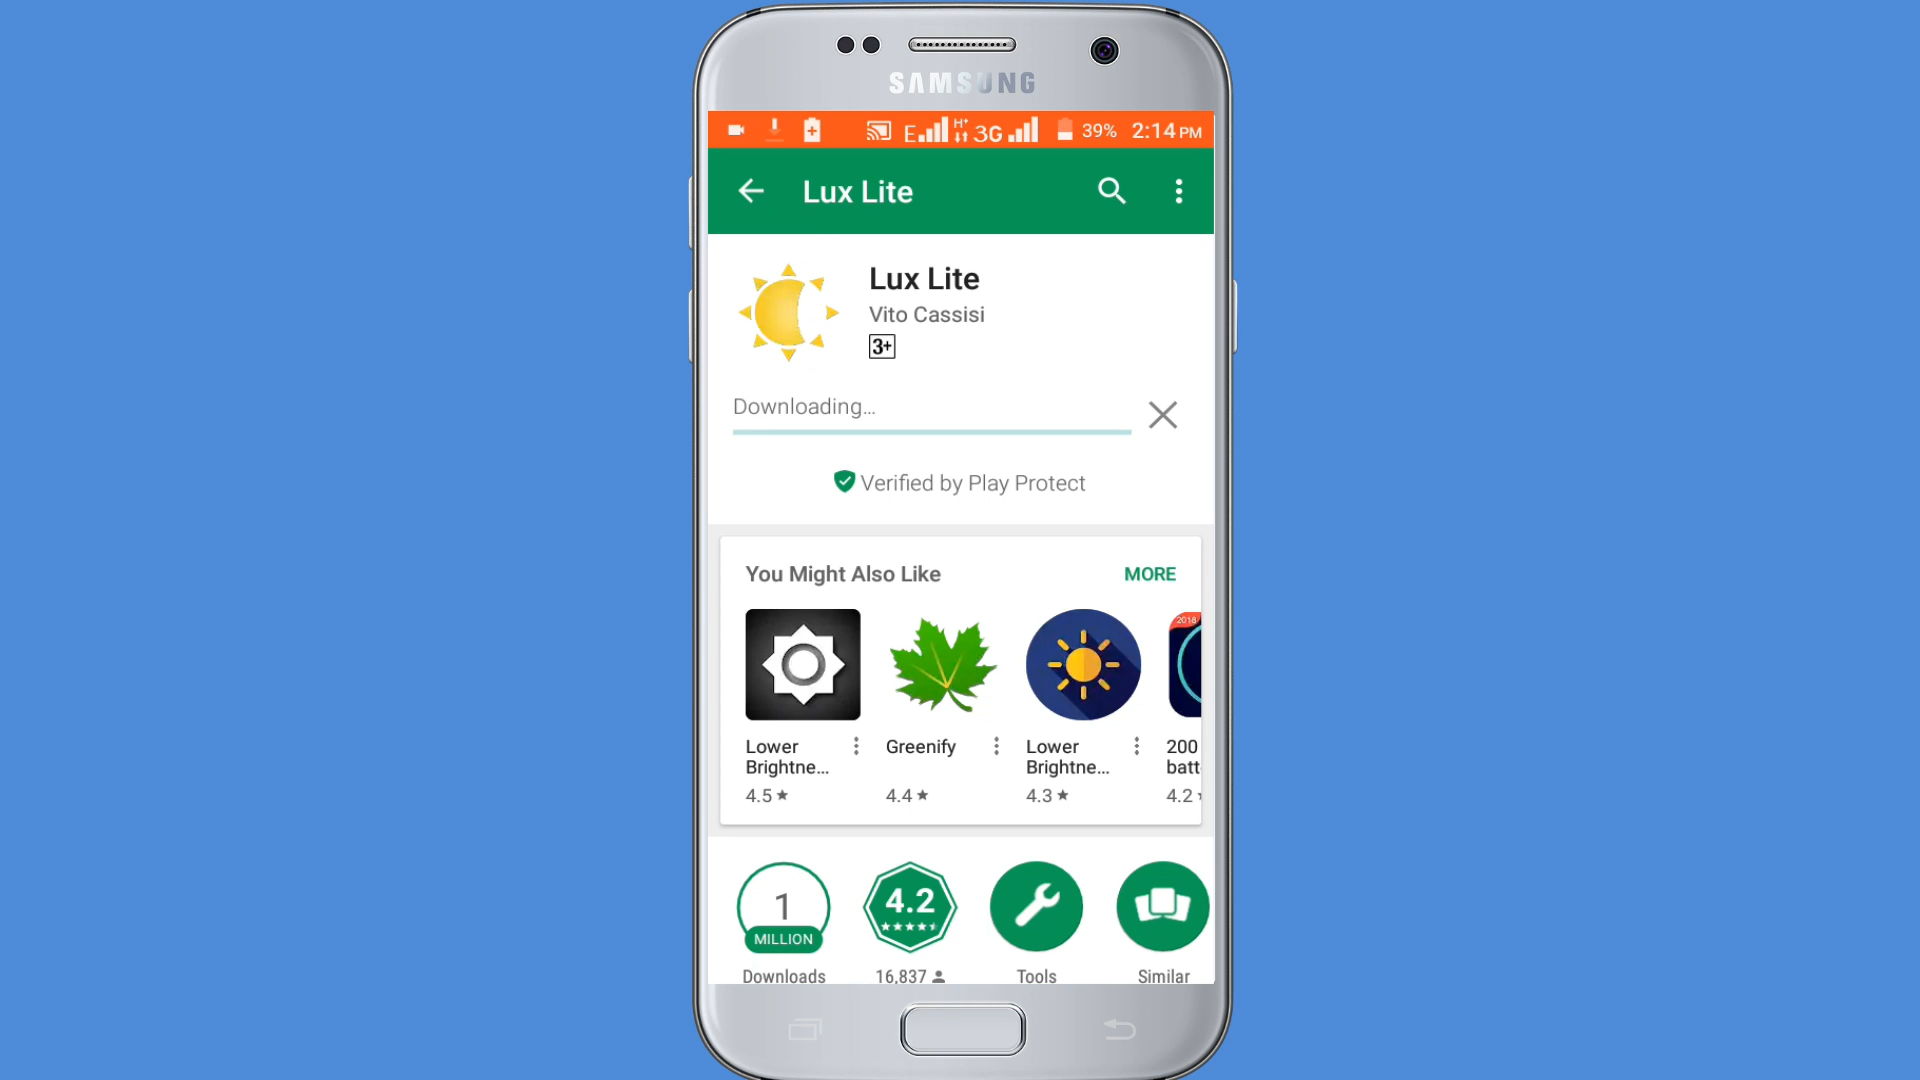 SAMSUNG
E H+ 3G 39% 2:14 PM
Lux Lite
Lux Lite
Vito Cassisi
3+
Downloading...
Verified by Play Protect
You Might Also Like
MORE
2018
Lower Brightne...
4.5
Greenify
4.4
Lower Brightne...
4.3
200 batt
4.2
1 MILLION
Downloads
4.2
16,837
Tools
Similar